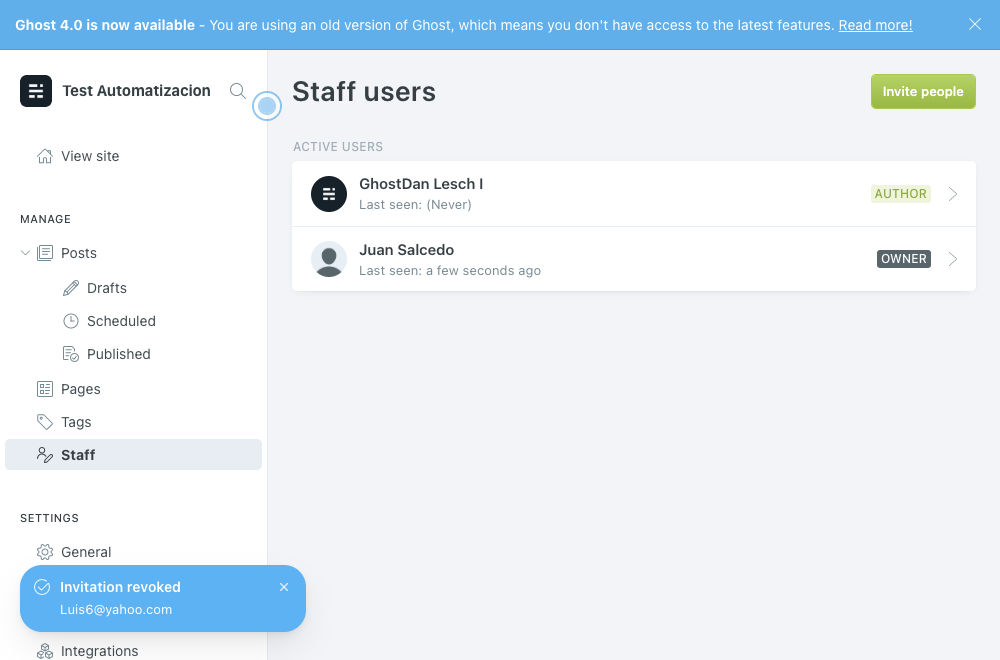 Ghost 4.0 is now available - You are using an old version of Ghost, which means you don't have access to the latest features. Read more!
Test Automatizacion
View site
MANAGE
Posts
Drafts
Scheduled
Published
Pages
Tags
Staff
SETTINGS
General
Invitation revoked
Luis6@yahoo.com
Integrations
Staff users
Invite people
ACTIVE USERS
GhostDan Lesch I
Last seen: (Never)
AUTHOR
Juan Salcedo
Last seen: a few seconds ago
OWNER